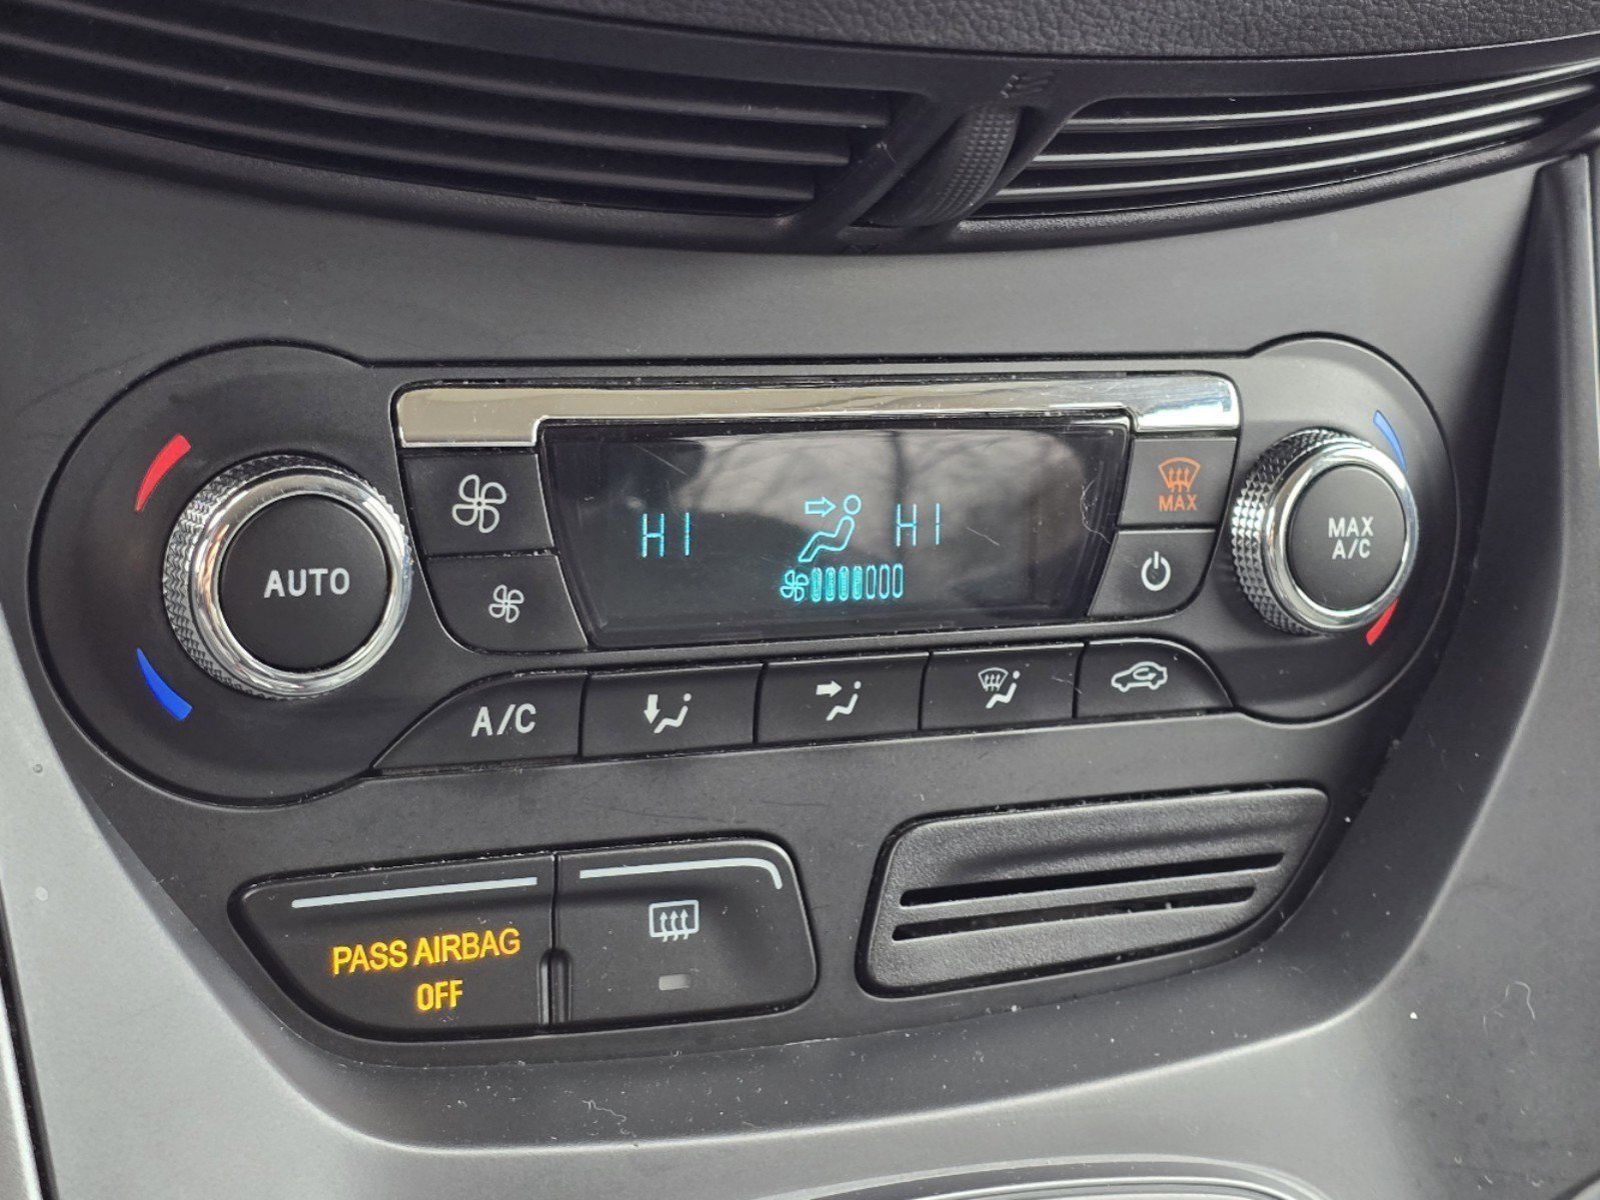 AUTO
HI
HI
MAX
MAX
A/C
A/C
PASS AIRBAG
OFF